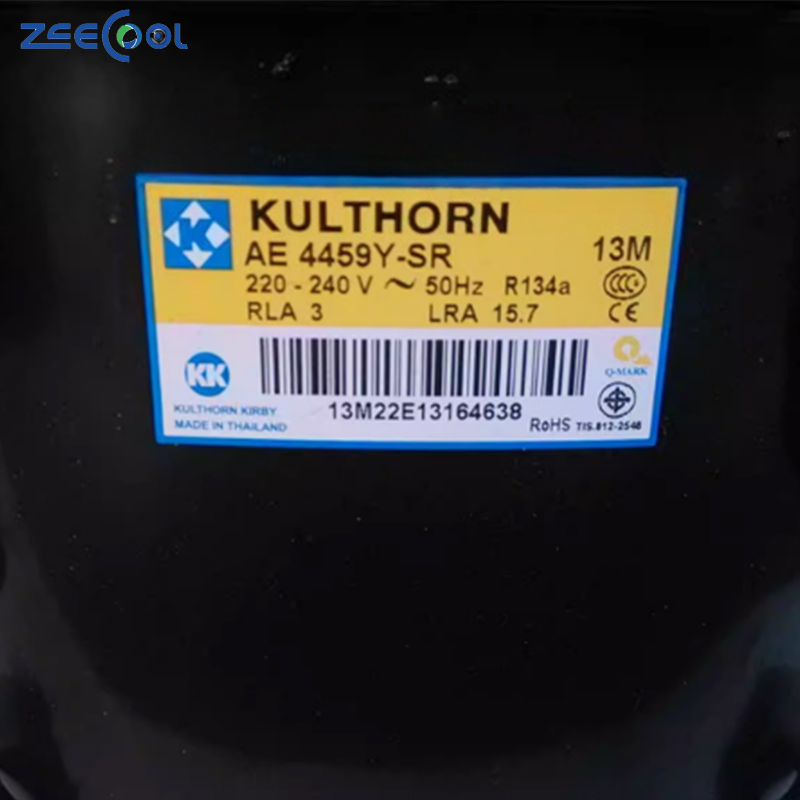 ZEECOOL
KULTHORN
AE 4459Y-SR
13M
220 - 240 V ~ 50Hz R134a
RLA 3 LRA 15.7
CCC
CE
KK
Q-MARK
KULTHORN KIRBY
MADE IN THAILAND
13M22E13164638
RoHS TIS.812-2548